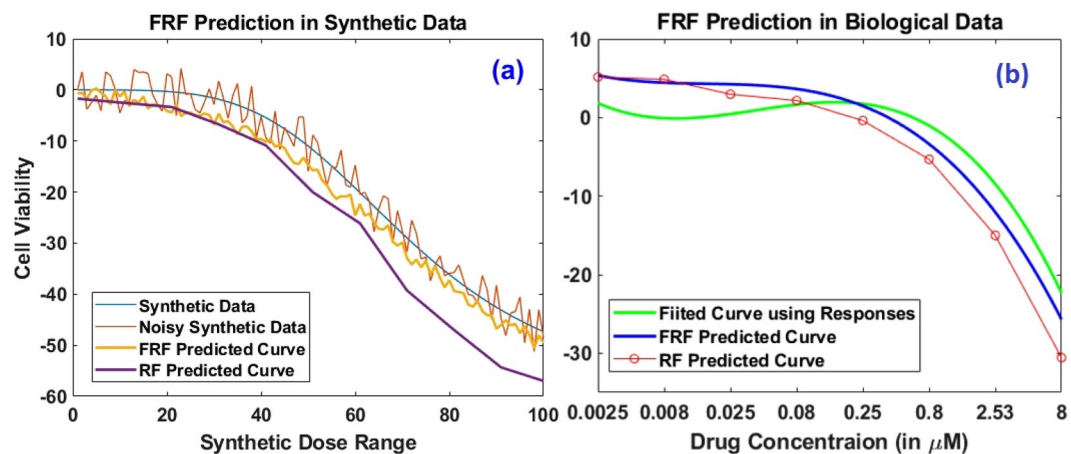 FRF Prediction in Synthetic Data
(a)
10
0
-10
-20
-30
-40
-50
-60
Cell Viability
Synthetic Data
Noisy Synthetic Data
FRF Predicted Curve
RF Predicted Curve
0 20 40 60 80 100
Synthetic Dose Range
FRF Prediction in Biological Data
(b)
10
0
-10
-20
-30
Fiited Curve using Responses
FRF Predicted Curve
RF Predicted Curve
0.0025 0.008 0.025 0.08 0.25 0.8 2.53 8
Drug Concentraion (in μM)